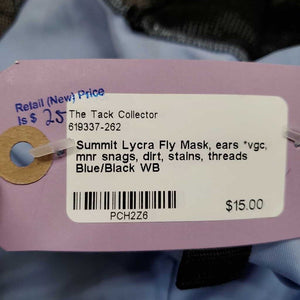 Retail (New) Price
Is $ 25
The Tack Collector
619337-262
Summit Lycra Fly Mask, ears *vgc,
mnr snags, dirt, stains, threads
Blue/Black WB
PCH2Z6
$15.00